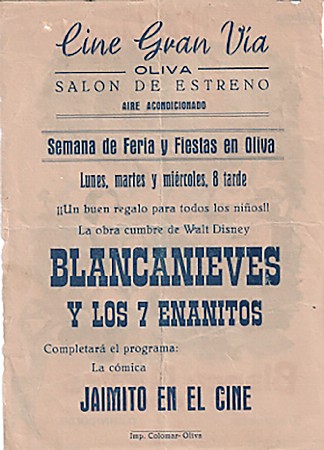 Cine Gran Vía
OLIVA
SALON DE ESTRENO
AIRE ACONDICIONADO
Semana de Feria y Fiestas en Oliva
Lunes, martes y miércoles, 8 tarde
¡¡Un buen regalo para todos los niños!!
La obra cumbre de Walt Disney
BLANCANIEVES
Y LOS 7 ENANITOS
Completará el programa:
La cómica
JAIMITO EN EL CINE
Imp. Colomar-Oliva